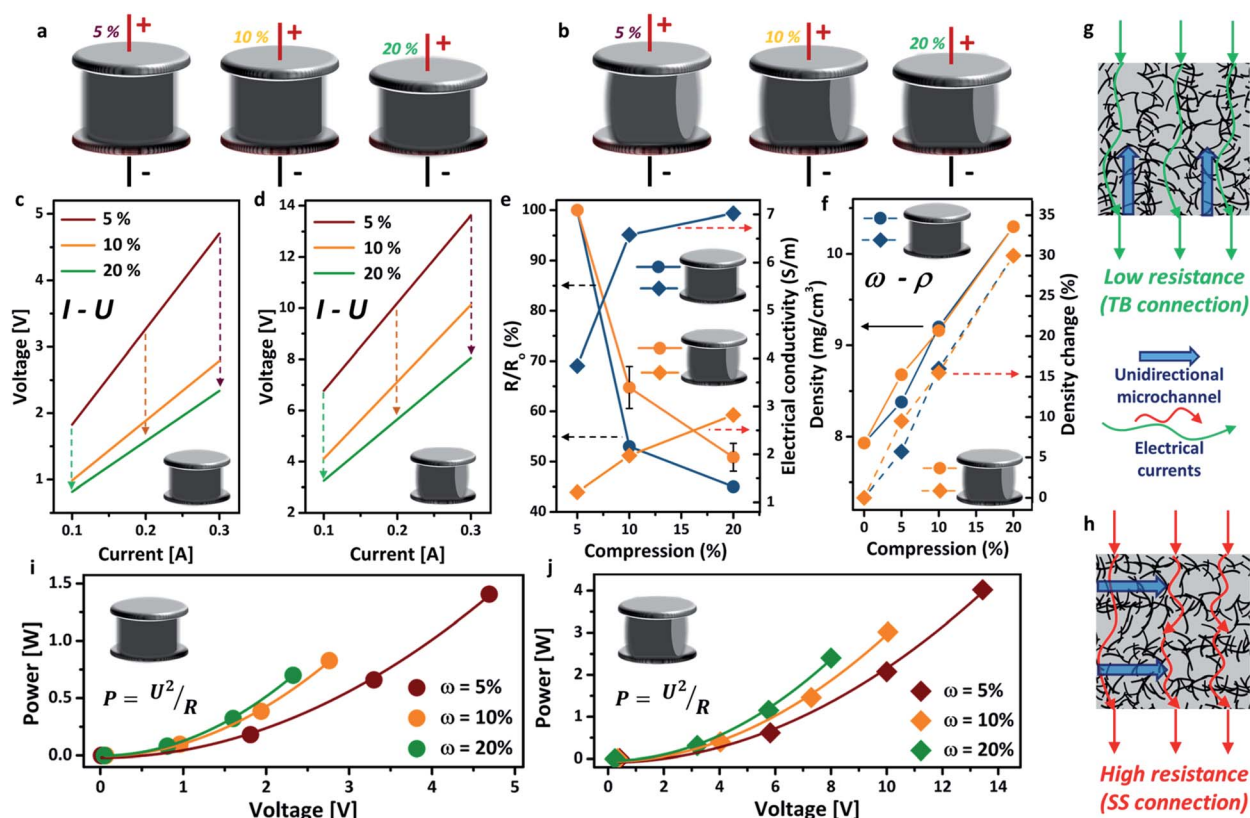 a
5 %
+
10 %
+
20 %
+
-
-
-
b
5 %
+
10 %
+
20 %
+
-
-
-
c
5 %
10 %
20 %
I - U
Voltage [V]
5
4
3
2
1
0.1
0.2
0.3
Current [A]
d
5 %
10 %
20 %
I - U
Voltage [V]
14
12
10
8
6
4
2
0.1
0.2
0.3
Current [A]
e
R/Ro (%)
100
90
80
70
60
50
40
5
10
15
20
Compression (%)
7
6
5
4
3
2
1
Electrical conductivity (S/m)
f
ω - ρ
Density (mg/cm³)
10
9
8
0
5
10
15
20
Compression (%)
35
30
25
20
15
10
5
0
Density change (%)
g
Low resistance
(TB connection)
Unidirectional
microchannel
Electrical
currents
h
High resistance
(SS connection)
i
Power [W]
1.5
1.0
0.5
0.0
P = U²/R
ω = 5%
ω = 10%
ω = 20%
0
1
2
3
4
5
Voltage [V]
j
Power [W]
4
3
2
1
0
P = U²/R
ω = 5%
ω = 10%
ω = 20%
0
2
4
6
8
10
12
14
Voltage [V]